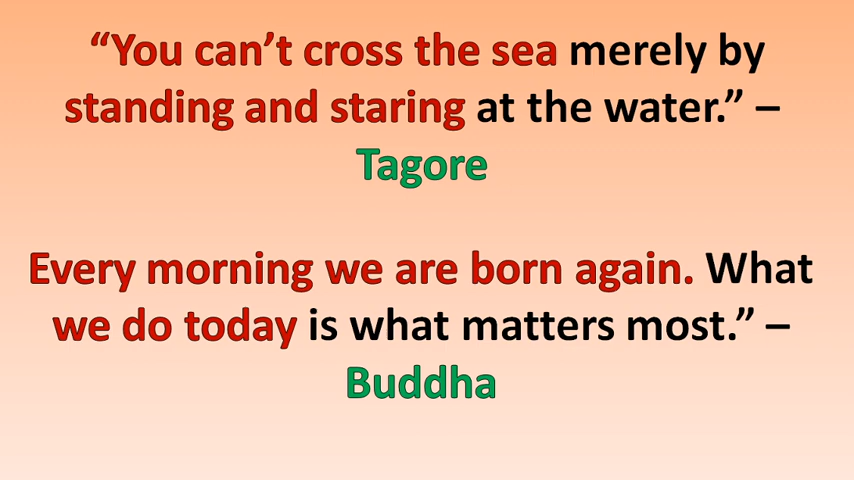 “You can’t cross the sea merely by
standing and staring at the water.” –
Tagore
Every morning we are born again. What
we do today is what matters most.” –
Buddha